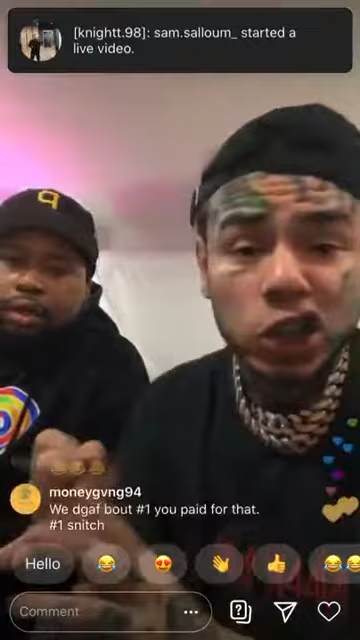 [knightt.98]: sam.salloum_ started a
live video.
moneygvng94
We dgaf bout #1 you paid for that.
#1 snitch
Hello
Comment